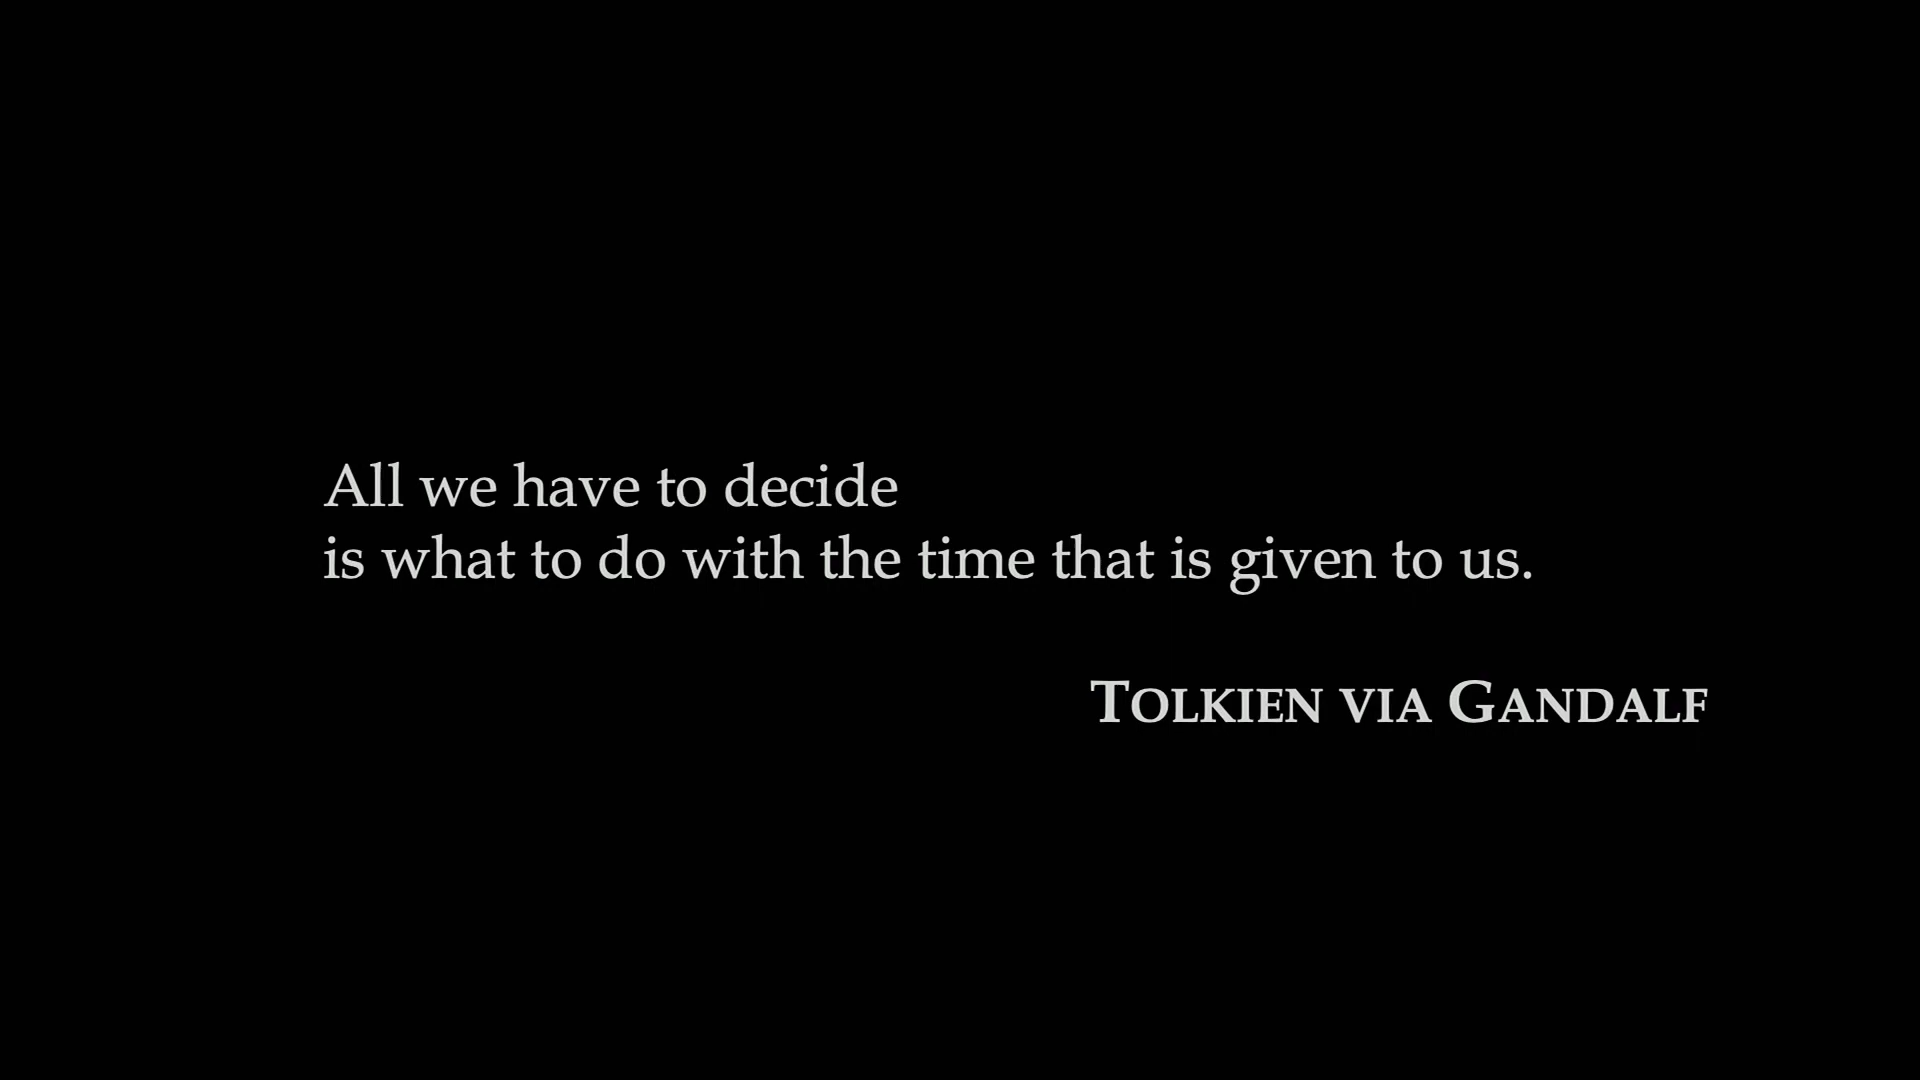 All we have to decide
is what to do with the time that is given to us.
Tolkien via Gandalf